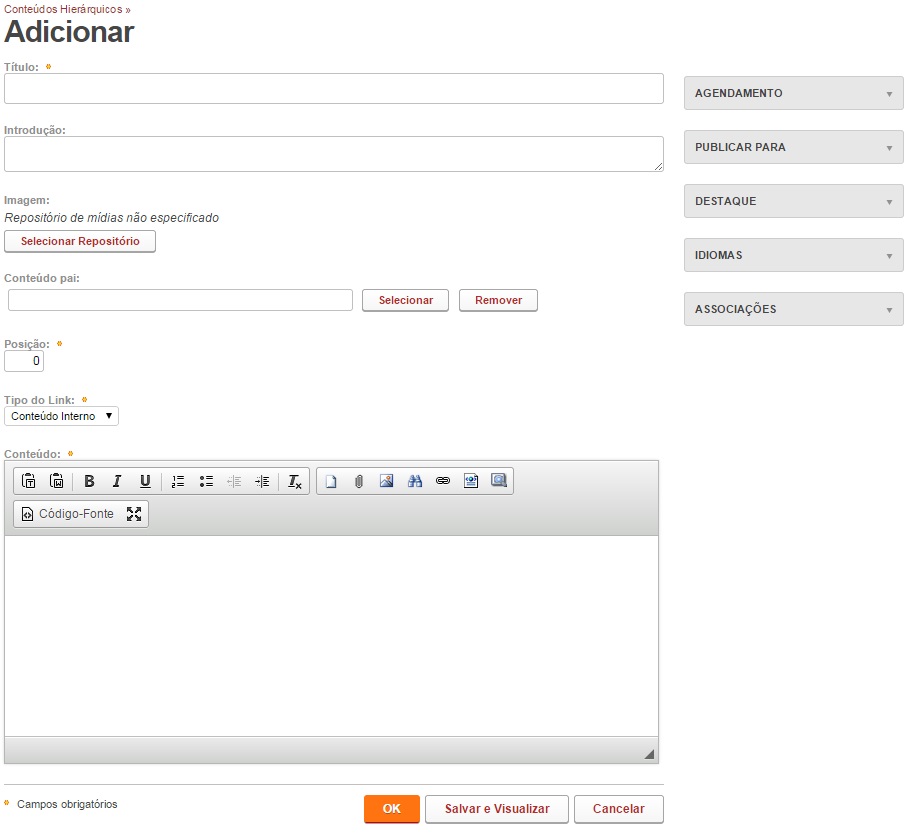 Conteúdos Hierárquicos »
Adicionar
Título: *
Introdução:
Imagem:
Repositório de mídias não especificado
Selecionar Repositório
Conteúdo pai:
Selecionar Remover
Posição: *
0
Tipo do Link: *
Conteúdo Interno
Conteúdo: *
B I U
Código-Fonte
* Campos obrigatórios
OK Salvar e Visualizar Cancelar
AGENDAMENTO
PUBLICAR PARA
DESTAQUE
IDIOMAS
ASSOCIAÇÕES